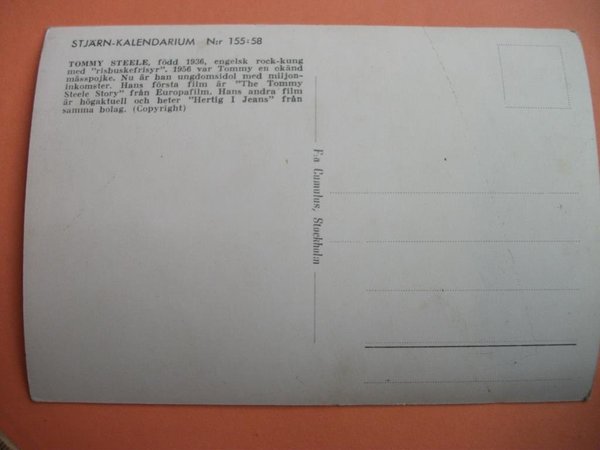 STJÄRN-KALENDARIUM N:r 155:58
TOMMY STEELE, född 1936, engelsk rock-kung
med "risbuskefrisyr". 1956 var Tommy en okänd
mässpojke. Nu är han ungdomsidol med miljon-
inkomster. Hans första film är "The Tommy
Steele Story" från Europafilm. Hans andra film
är högaktuell och heter "Hertig I Jeans" från
samma bolag. (Copyright)
F:a Cumulus, Stockholm